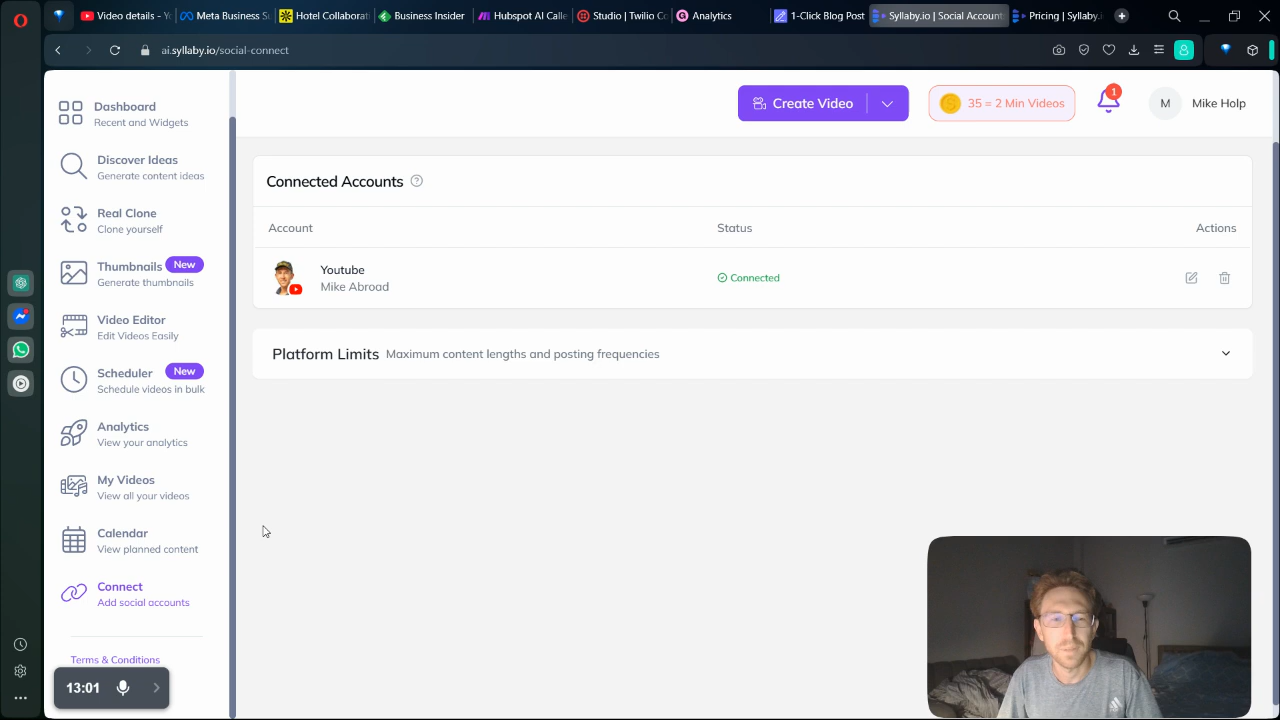 Video details - Y
Meta Business Su
Hotel Collaborat
Business Insider
Hubspot AI Calle
Studio | Twilio Co
Analytics
1-Click Blog Post
Syllaby.io | Social Account
Pricing | Syllaby.
ai.syllaby.io/social-connect
Dashboard
Recent and Widgets
Discover Ideas
Generate content ideas
Real Clone
Clone yourself
Thumbnails New
Generate thumbnails
Video Editor
Edit Videos Easily
Scheduler New
Schedule videos in bulk
Analytics
View your analytics
My Videos
View all your videos
Calendar
View planned content
Connect
Add social accounts
Terms & Conditions
13:01
Create Video
35 = 2 Min Videos
1
M
Mike Holp
Connected Accounts
Account Status Actions
Youtube
Mike Abroad
Connected
Platform Limits Maximum content lengths and posting frequencies